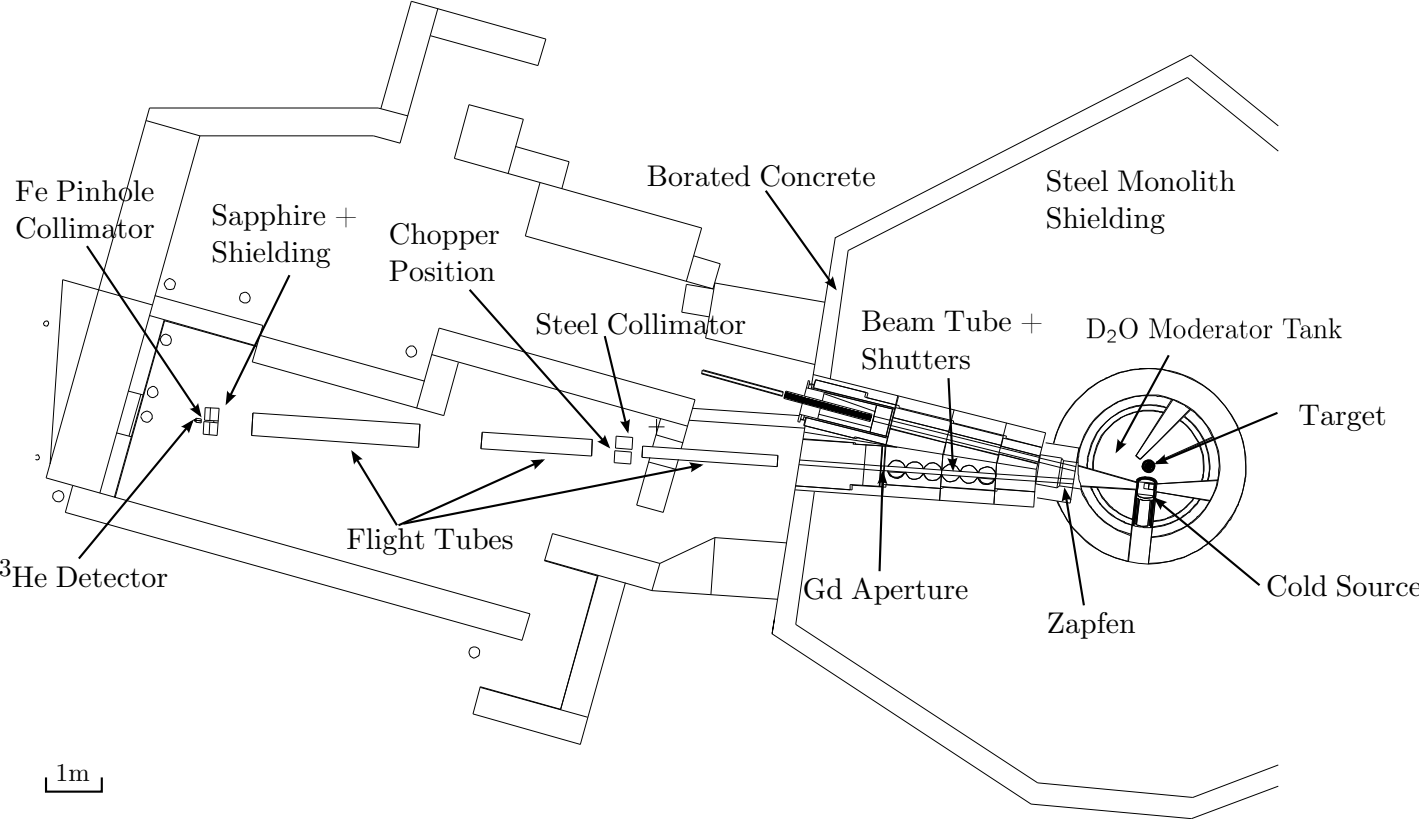 Borated Concrete
Steel Monolith
Shielding
Fe Pinhole
Collimator
Sapphire +
Shielding
Chopper
Position
Steel Collimator
Beam Tube +
Shutters
D₂O Moderator Tank
Target
Flight Tubes
³He Detector
Gd Aperture
Cold Source
Zapfen
1m